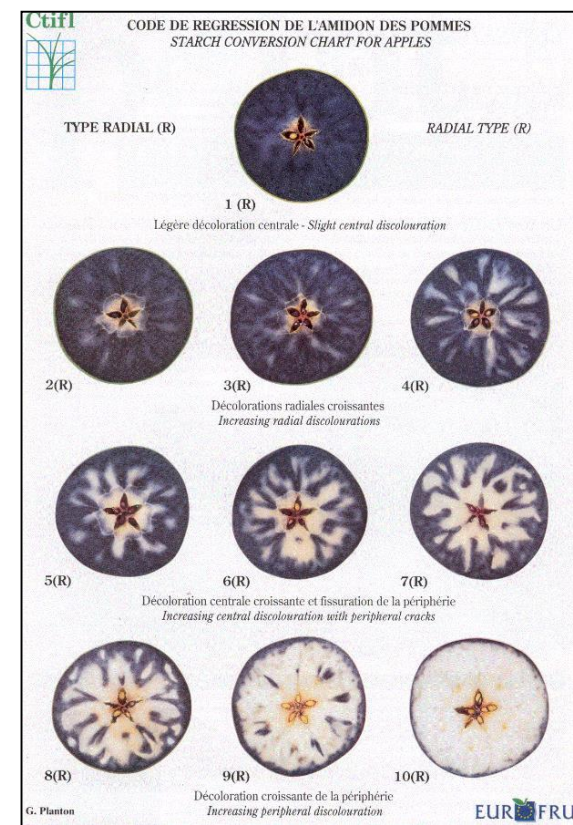 Ctifl
CODE DE REGRESSION DE L'AMIDON DES POMMES
STARCH CONVERSION CHART FOR APPLES
TYPE RADIAL (R)
RADIAL TYPE (R)
1 (R)
Légère décoloration centrale - Slight central discolouration
2(R)
3(R)
4(R)
Décolorations radiales croissantes
Increasing radial discolourations
5(R)
6(R)
7(R)
Décoloration centrale croissante et fissuration de la périphérie
Increasing central discolouration with peripheral cracks
8(R)
9(R)
10(R)
Décoloration croissante de la périphérie
Increasing peripheral discolouration
G. Planton
EUR FRU